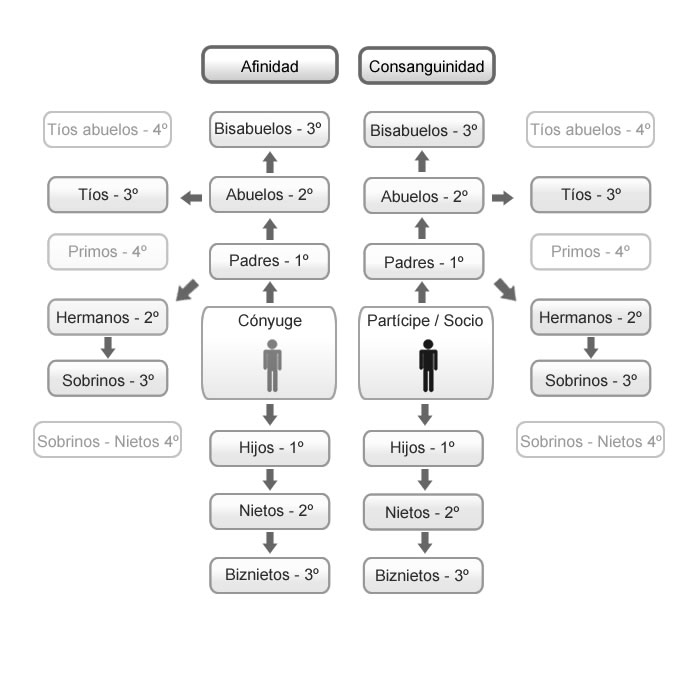 Afinidad
Consanguinidad
Tíos abuelos - 4º
Bisabuelos - 3º
Bisabuelos - 3º
Tíos abuelos - 4º
Tíos - 3º
Abuelos - 2º
Abuelos - 2º
Tíos - 3º
Primos - 4º
Padres - 1º
Padres - 1º
Primos - 4º
Hermanos - 2º
Cónyuge
Partícipe / Socio
Hermanos - 2º
Sobrinos - 3º
Sobrinos - 3º
Sobrinos - Nietos 4º
Hijos - 1º
Hijos - 1º
Sobrinos - Nietos 4º
Nietos - 2º
Nietos - 2º
Biznietos - 3º
Biznietos - 3º